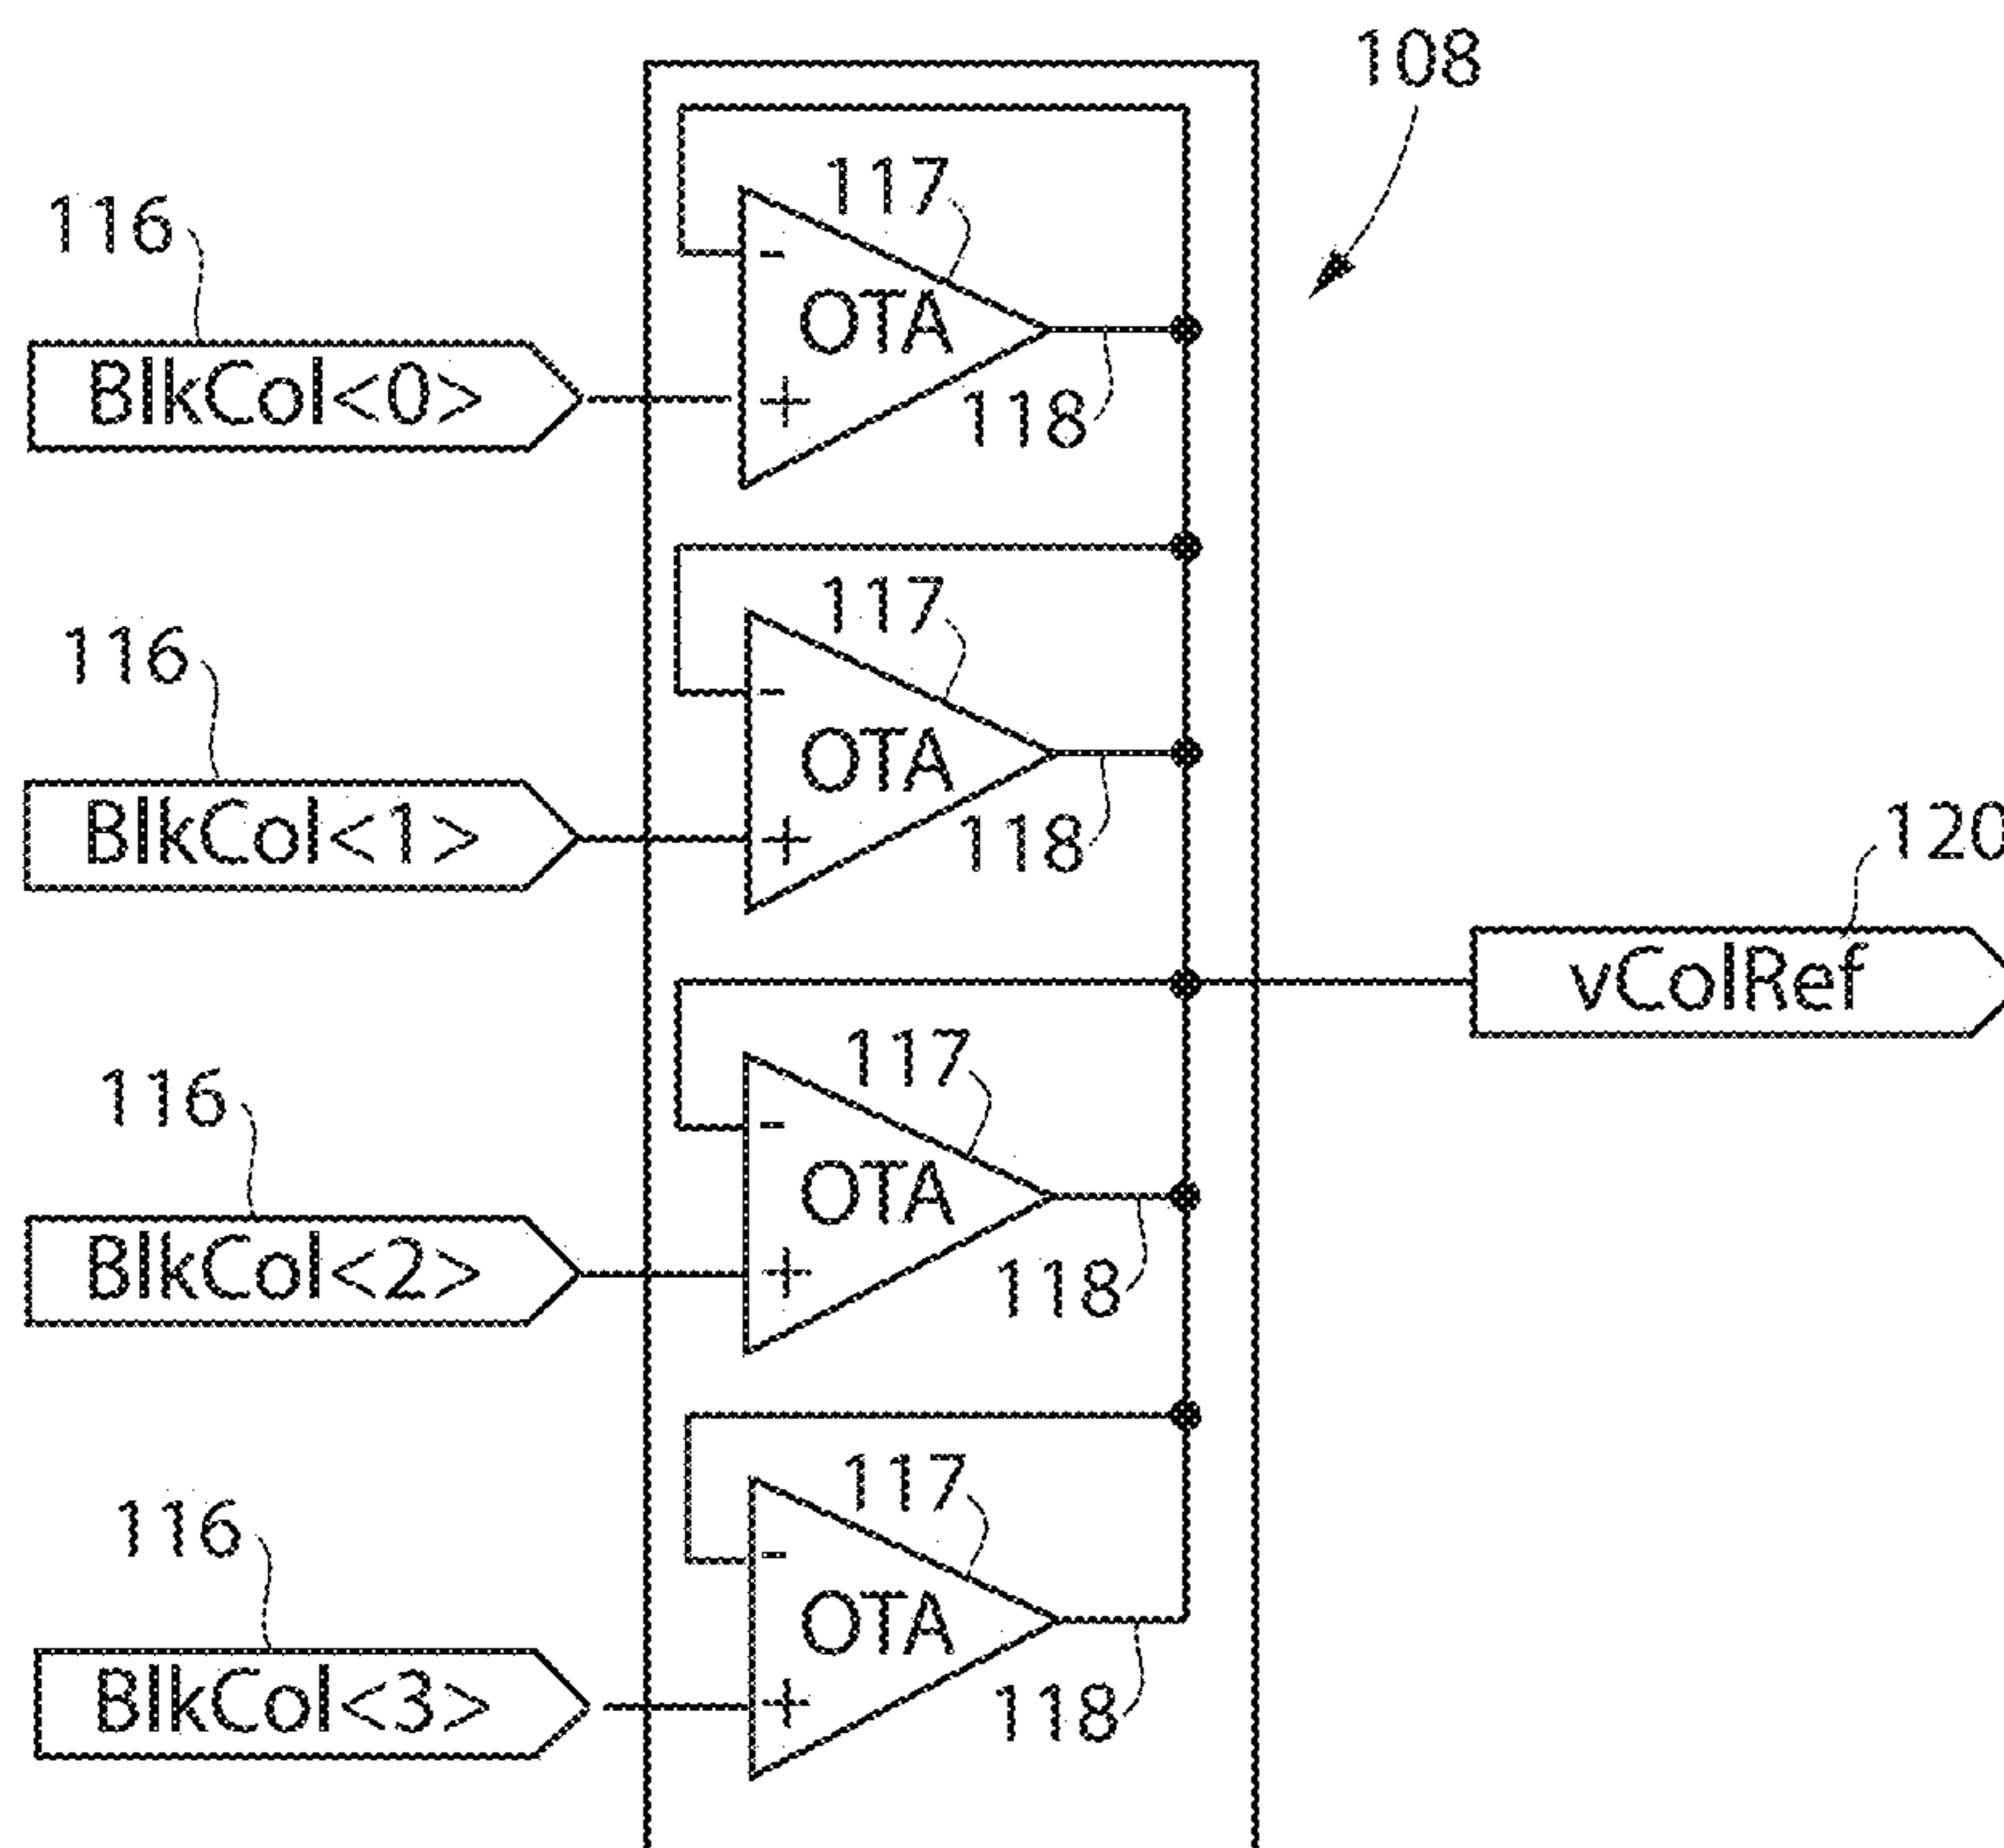 108
117
116
-
OTA
BlkCol<0>
+
118
117
116
-
OTA
BlkCol<1>
+
118
120
vColRef
117
116
-
OTA
BlkCol<2>
+
118
117
116
-
OTA
BlkCol<3>
+
118